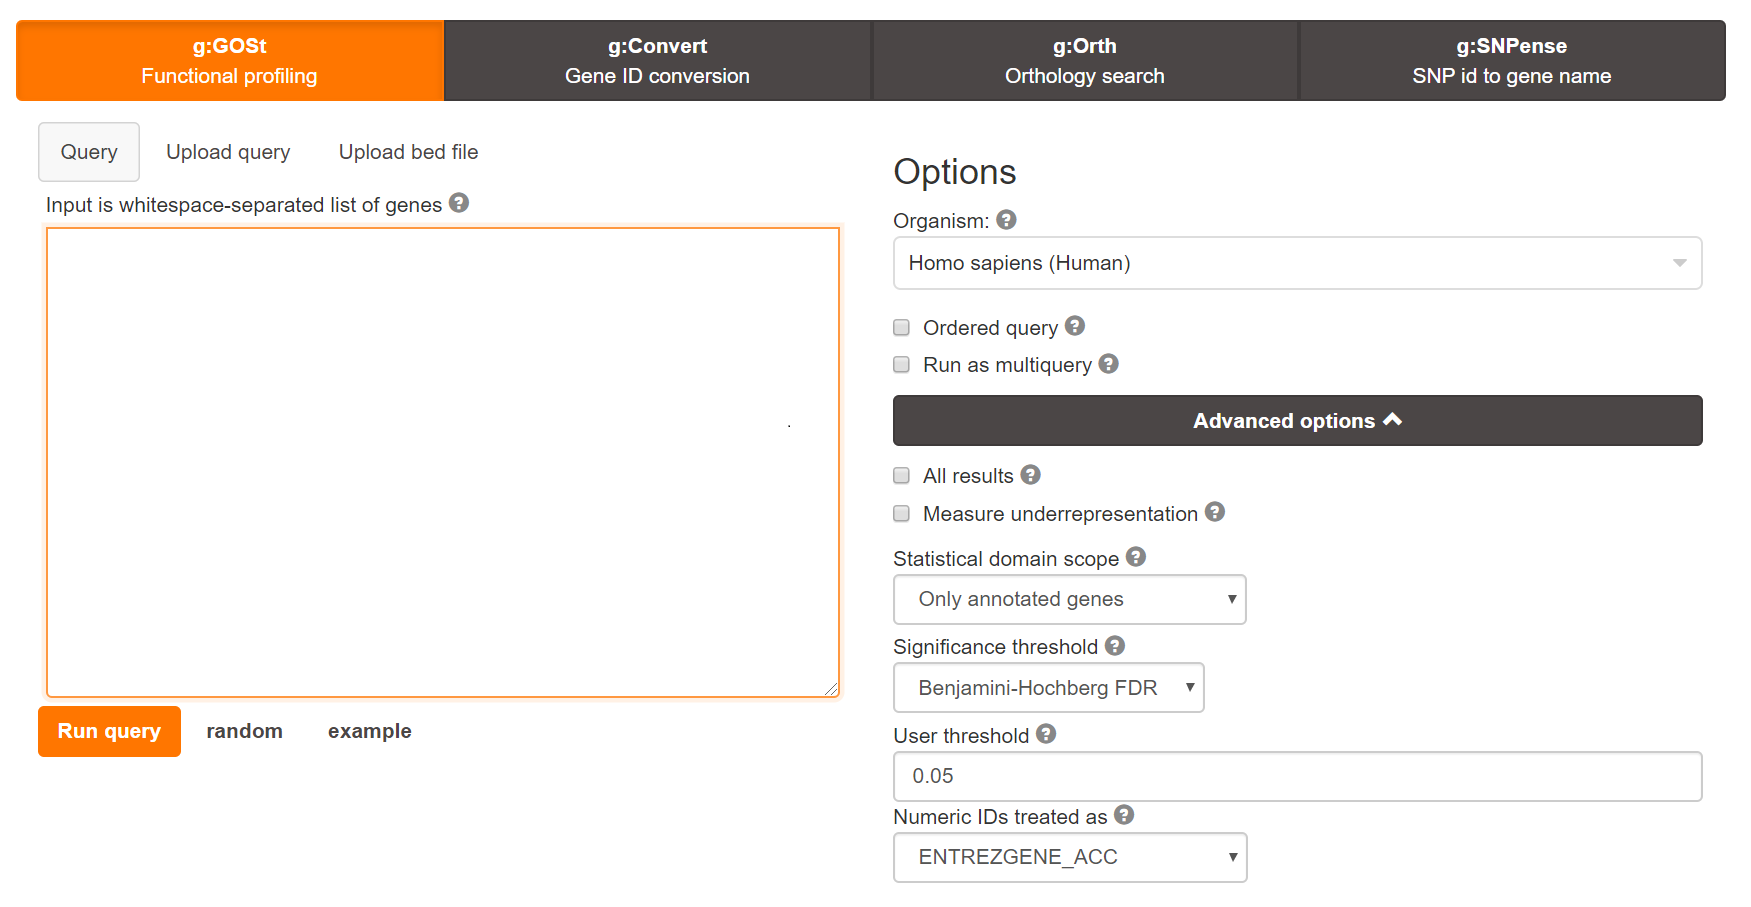 g:GOSt
Functional profiling
g:Convert
Gene ID conversion
g:Orth
Orthology search
g:SNPense
SNP id to gene name
Query
Upload query
Upload bed file
Input is whitespace-separated list of genes ?
Run query
random
example
Options
Organism: ?
Homo sapiens (Human)
Ordered query ?
Run as multiquery ?
Advanced options
All results ?
Measure underrepresentation ?
Statistical domain scope ?
Only annotated genes
Significance threshold ?
Benjamini-Hochberg FDR
User threshold ?
0.05
Numeric IDs treated as ?
ENTREZGENE_ACC